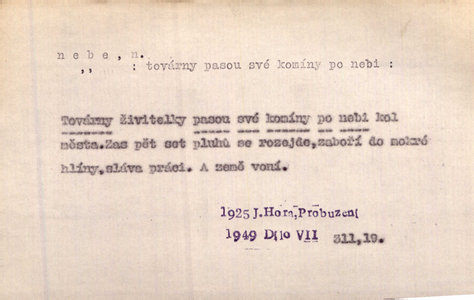 nebe, n.
,, : továrny pasou své komíny po nebi :
Továrny živitelky pasou své komíny po nebi kol
města.Zas pět set pluhů se rozejde,zaboří do mokré
hlíny,sláva práci. A země voní.
1925 J.Hora,Probuzení
1949 Dílo VII 311,19.